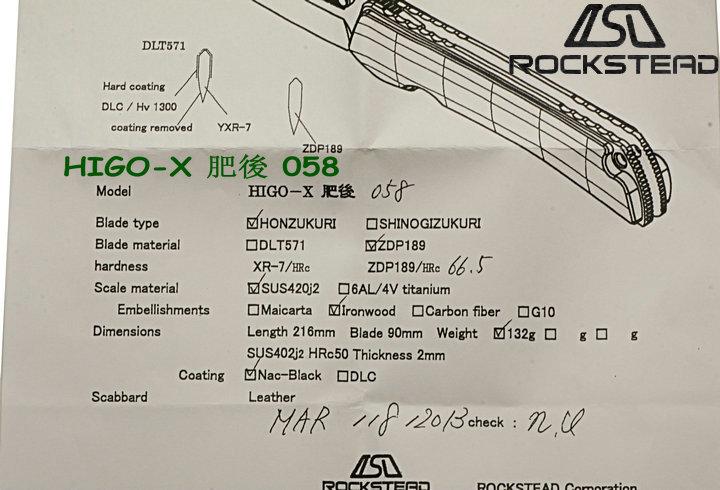 ROCKSTEAD
DLT571
Hard coating
DLC / Hv 1300
coating removed
YXR-7
ZDP189
HIGO-X 肥後 058
Model HIGO-X 肥後 058
Blade type ☑HONZUKURI ☐SHINOGIZUKURI
Blade material ☐DLT571 ☑ZDP189
hardness XR-7/HRc ZDP189/HRc 66.5
Scale material ☑SUS420j2 ☐6AL/4V titanium
Embellishments ☐Maicarta ☑Ironwood ☐Carbon fiber ☐G10
Dimensions Length 216mm Blade 90mm Weight ☑132g ☐ g ☐ g
SUS402j2 HRc50 Thickness 2mm
Coating ☑Nac-Black ☐DLC
Scabbard Leather
MAR 118 12013 check : n.u
ROCKSTEAD ROCKSTEAD Corporation